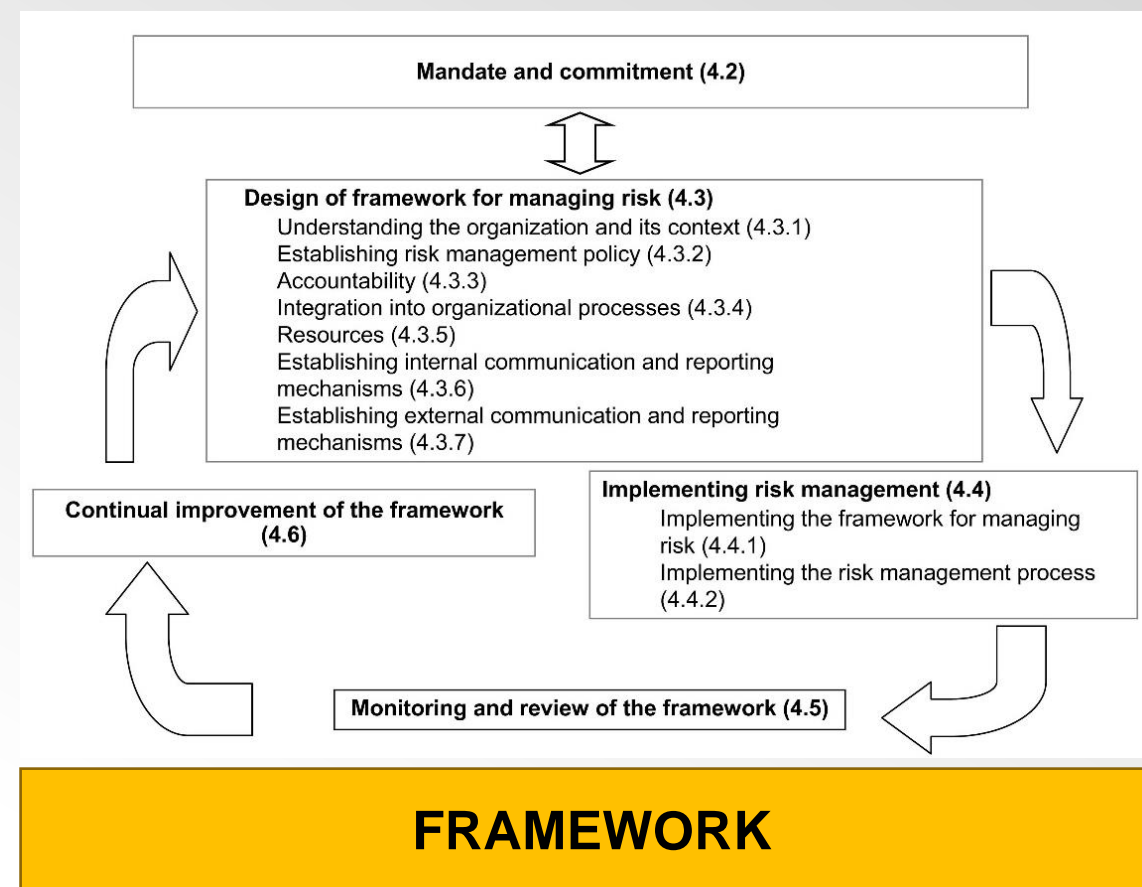 Mandate and commitment (4.2)
Design of framework for managing risk (4.3)
Understanding the organization and its context (4.3.1)
Establishing risk management policy (4.3.2)
Accountability (4.3.3)
Integration into organizational processes (4.3.4)
Resources (4.3.5)
Establishing internal communication and reporting
mechanisms (4.3.6)
Establishing external communication and reporting
mechanisms (4.3.7)
Implementing risk management (4.4)
Implementing the framework for managing
risk (4.4.1)
Implementing the risk management process
(4.4.2)
Continual improvement of the framework
(4.6)
Monitoring and review of the framework (4.5)
FRAMEWORK